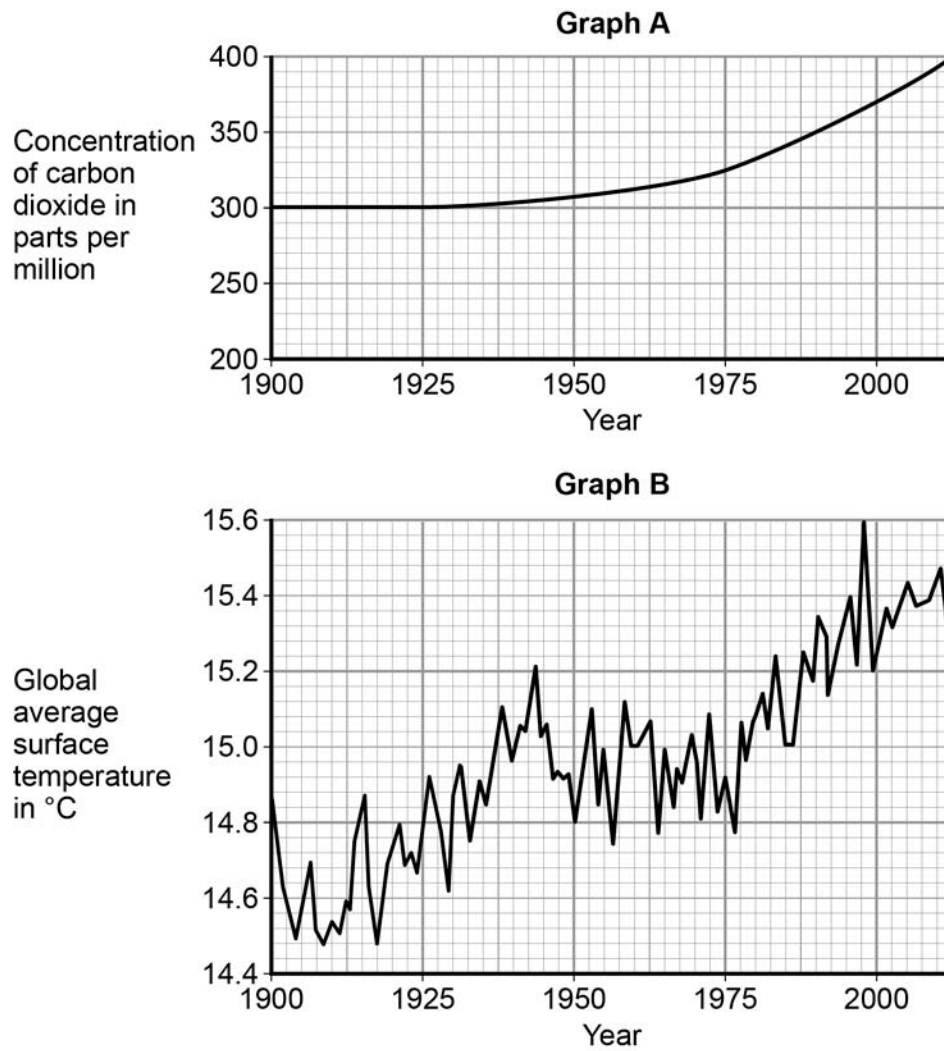 Graph A
400
350
300
250
200
Concentration
of carbon
dioxide in
parts per
million
1900
1925
1950
1975
2000
Year
Graph B
15.6
15.4
15.2
15.0
14.8
14.6
14.4
Global
average
surface
temperature
in °C
1900
1925
1950
1975
2000
Year